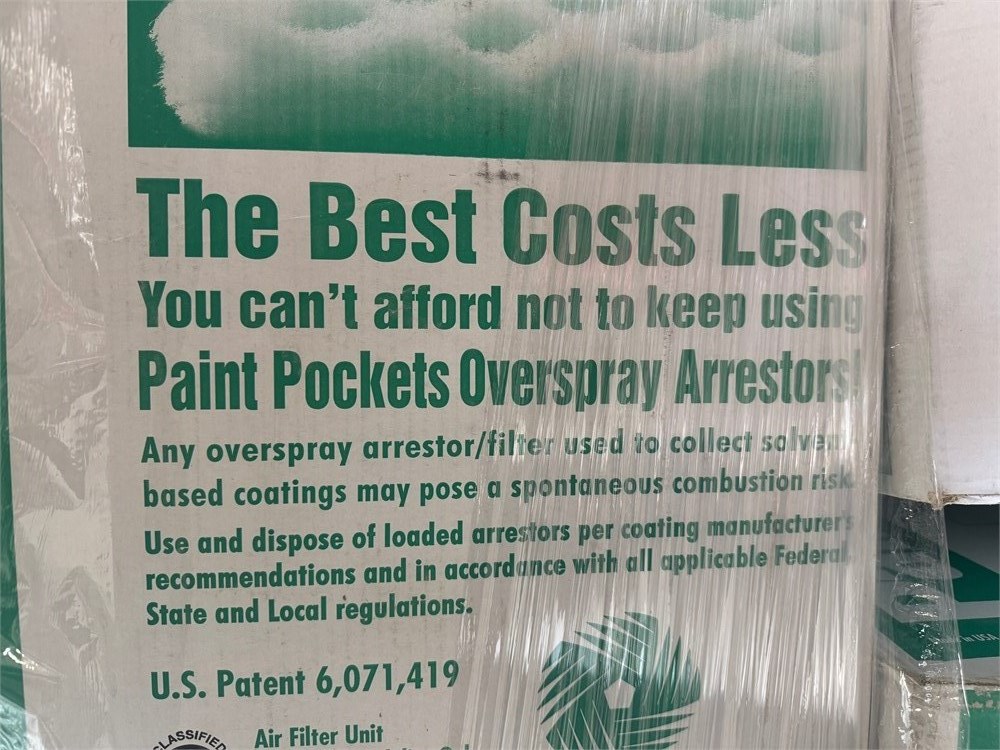 The Best Costs Less
You can't afford not to keep using
Paint Pockets Overspray Arrestors!
Any overspray arrestor/filter used to collect solvent
based coatings may pose a spontaneous combustion risk.
Use and dispose of loaded arrestors per coating manufacturer's
recommendations and in accordance with all applicable Federal,
State and Local regulations.
U.S. Patent 6,071,419
CLASSIFIED
Air Filter Unit
in USA